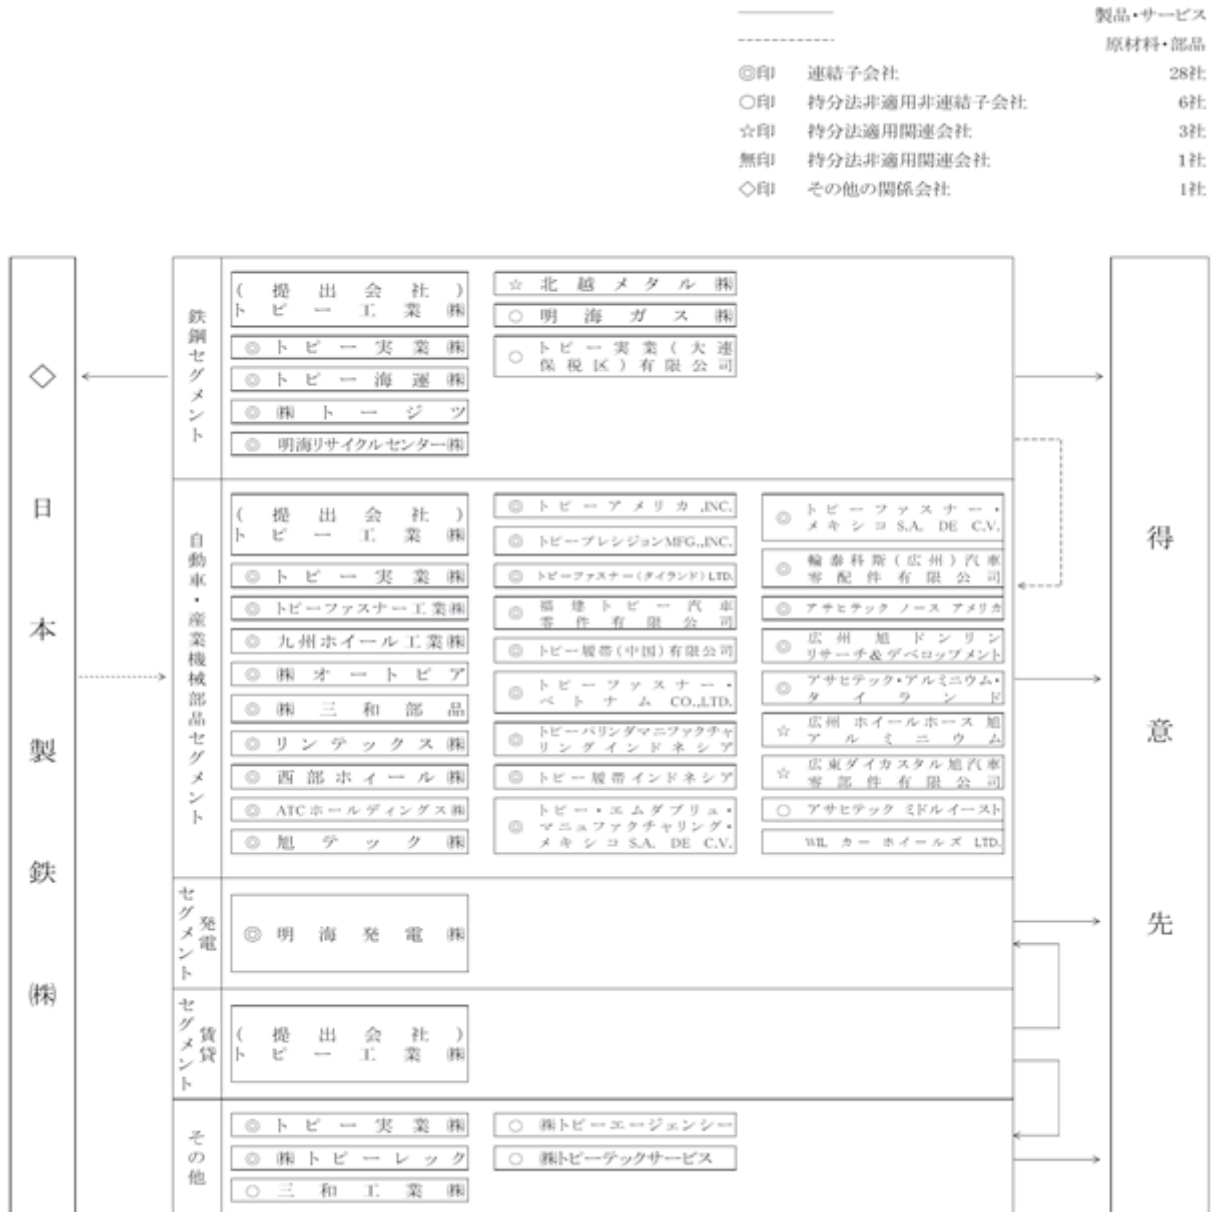 製品・サービス
原材料・部品
◎印 連結子会社 28社
○印 持分法非適用非連結子会社 6社
☆印 持分法適用関連会社 3社
無印 持分法非適用関連会社 1社
◇印 その他の関係会社 1社
◇ 日本製鉄㈱
鉄鋼セグメント
(提出会社)
トピー工業㈱
◎ トピー実業㈱
◎ トピー海運㈱
◎ ㈱トージツ
◎ 明海リサイクルセンター㈱
☆ 北越メタル㈱
○ 明海ガス㈱
○ トピー実業(大連
保税区)有限公司
自動車・産業機械部品セグメント
(提出会社)
トピー工業㈱
◎ トピー実業㈱
◎ トピーファスナー工業㈱
◎ 九州ホイール工業㈱
◎ ㈱オートピア
◎ ㈱三和部品
◎ リンテックス㈱
◎ 西部ホイール㈱
◎ ATCホールディングス㈱
◎ 旭テック㈱
◎ トピーアメリカ,INC.
◎ トピープレシジョンMFG.,INC.
◎ トピーファスナー(タイランド)LTD.
◎ 福建トピー汽車
零件有限公司
◎ トピー履帯(中国)有限公司
◎ トピーファスナー・
ベトナムCO.,LTD.
◎ トピーパリンダマニファクチャ
リングインドネシア
◎ トピー履帯インドネシア
◎ トピー・エムダブリュ・
マニュファクチャリング・
メキシコ S.A. DE C.V.
◎ トピーファスナー・
メキシコ S.A. DE C.V.
◎ 輪泰科斯(広州)汽車
零配件有限公司
◎ アサヒテック ノース アメリカ
◎ 広州旭ドンリン
リサーチ&デベロップメント
◎ アサヒテック・アルミニウム・
タイランド
☆ 広州 ホイールホース 旭
アルミニウム
☆ 広東ダイカスタル旭汽車
零部件有限公司
○ アサヒテック ミドルイースト
WIL カー ホイールズ LTD.
発電セグメント
◎ 明海発電㈱
賃貸セグメント
(提出会社)
トピー工業㈱
その他
◎ トピー実業㈱
◎ ㈱トピーレック
○ 三和工業㈱
○ ㈱トピーエージェンシー
○ ㈱トピーテックサービス
得意先